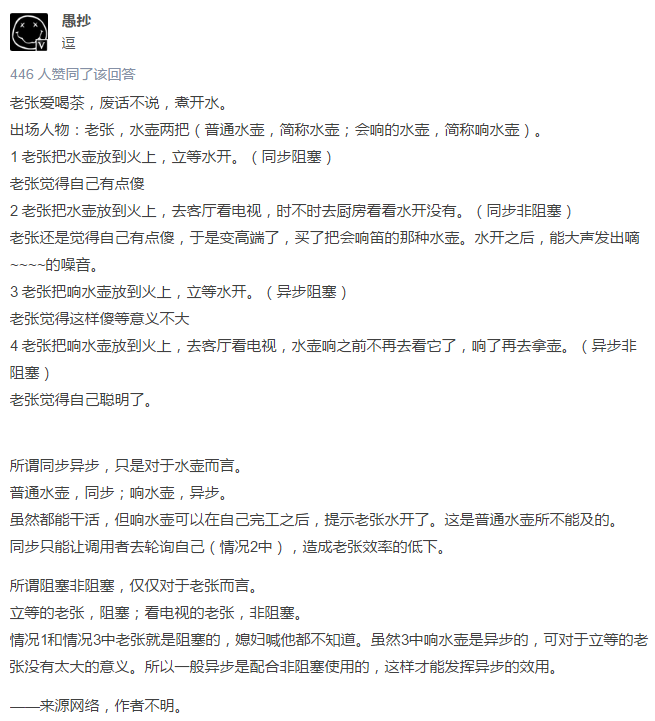 愚抄
逗
446 人赞同了该回答
老张爱喝茶，废话不说，煮开水。
出场人物：老张，水壶两把（普通水壶，简称水壶；会响的水壶，简称响水壶）。
1 老张把水壶放到火上，立等水开。（同步阻塞）
老张觉得自己有点傻
2 老张把水壶放到火上，去客厅看电视，时不时去厨房看看水开没有。（同步非阻塞）
老张还是觉得自己有点傻，于是变高端了，买了把会响笛的那种水壶。水开之后，能大声发出嘀
~~~~的噪音。
3 老张把响水壶放到火上，立等水开。（异步阻塞）
老张觉得这样傻等意义不大
4 老张把响水壶放到火上，去客厅看电视，水壶响之前不再去看它了，响了再去拿壶。（异步非
阻塞）
老张觉得自己聪明了。
所谓同步异步，只是对于水壶而言。
普通水壶，同步；响水壶，异步。
虽然都能干活，但响水壶可以在自己完工之后，提示老张水开了。这是普通水壶所不能及的。
同步只能让调用者去轮询自己（情况2中），造成老张效率的低下。
所谓阻塞非阻塞，仅仅对于老张而言。
立等的老张，阻塞；看电视的老张，非阻塞。
情况1和情况3中老张就是阻塞的，媳妇喊他都不知道。虽然3中响水壶是异步的，可对于立等的老
张没有太大的意义。所以一般异步是配合非阻塞使用的，这样才能发挥异步的效用。
——来源网络，作者不明。